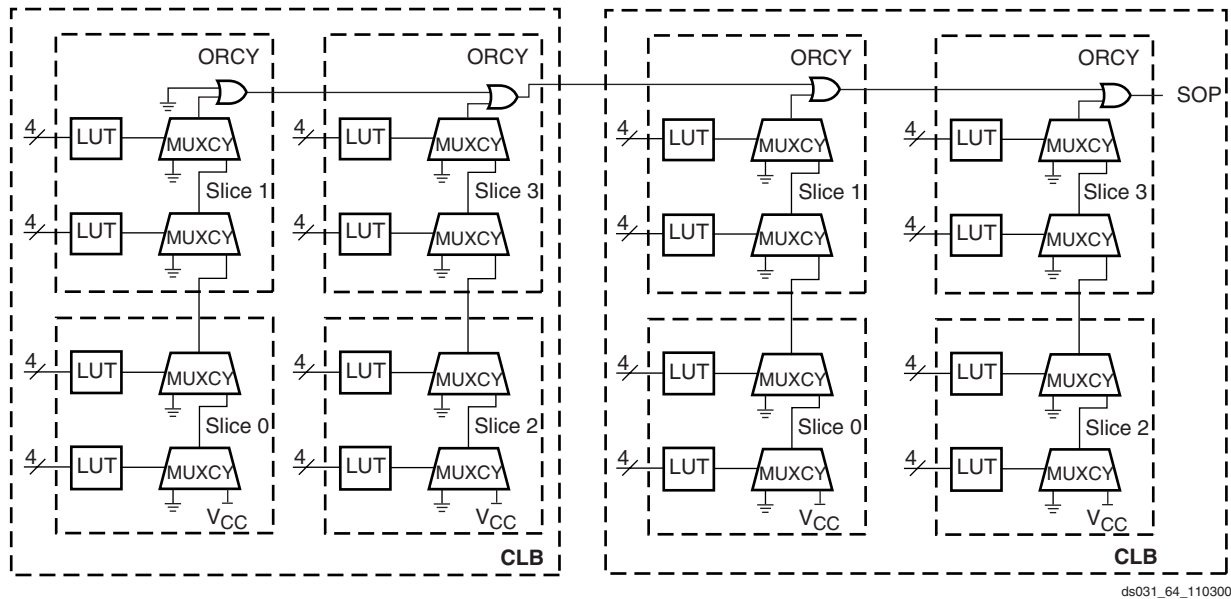 ORCY ORCY ORCY ORCY
SOP
4 LUT MUXCY 4 LUT MUXCY 4 LUT MUXCY 4 LUT MUXCY
Slice 1 Slice 3 Slice 1 Slice 3
4 LUT MUXCY 4 LUT MUXCY 4 LUT MUXCY 4 LUT MUXCY
4 LUT MUXCY 4 LUT MUXCY 4 LUT MUXCY 4 LUT MUXCY
Slice 0 Slice 2 Slice 0 Slice 2
4 LUT MUXCY 4 LUT MUXCY 4 LUT MUXCY 4 LUT MUXCY
VCC VCC VCC VCC
CLB CLB
ds031_64_110300